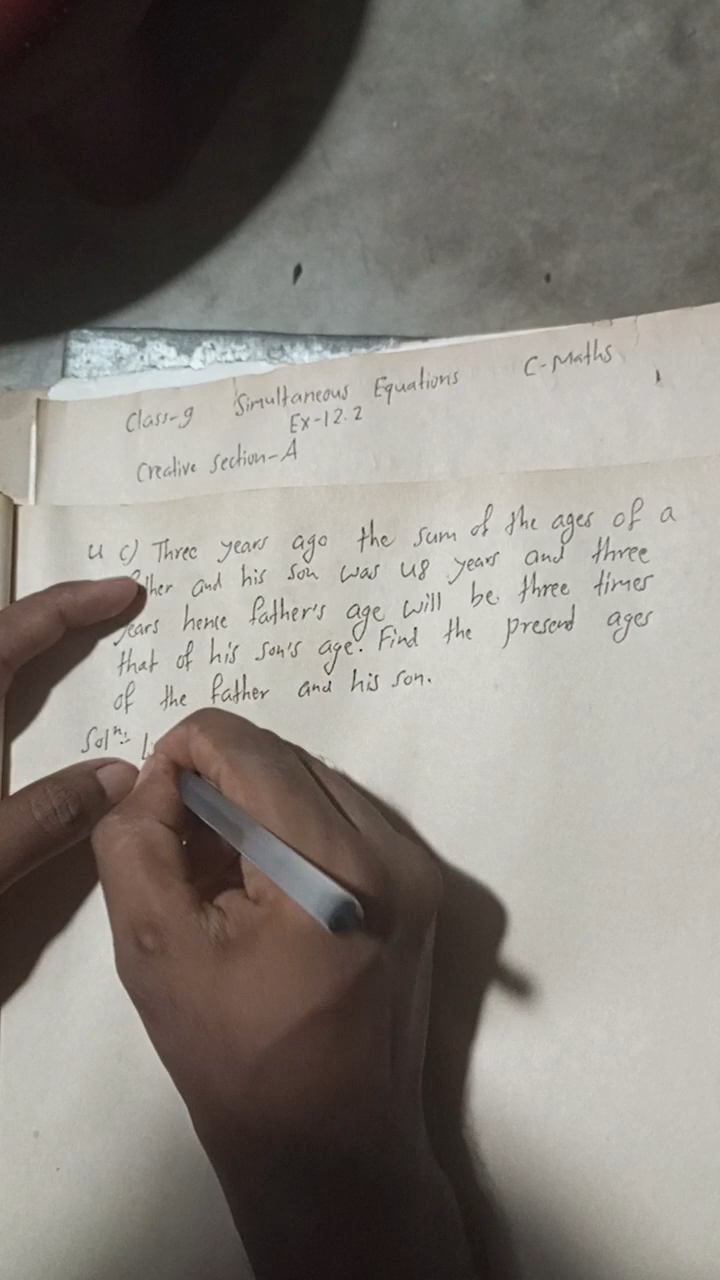 Class-9 Simultaneous Equations C-Maths
Ex-12.2
Creative Section-A
4 c) Three years ago the sum of the ages of a
father and his son was 48 years and three
years hence father's age will be three times
that of his son's age. Find the present ages
of the father and his son.
Solⁿ:-